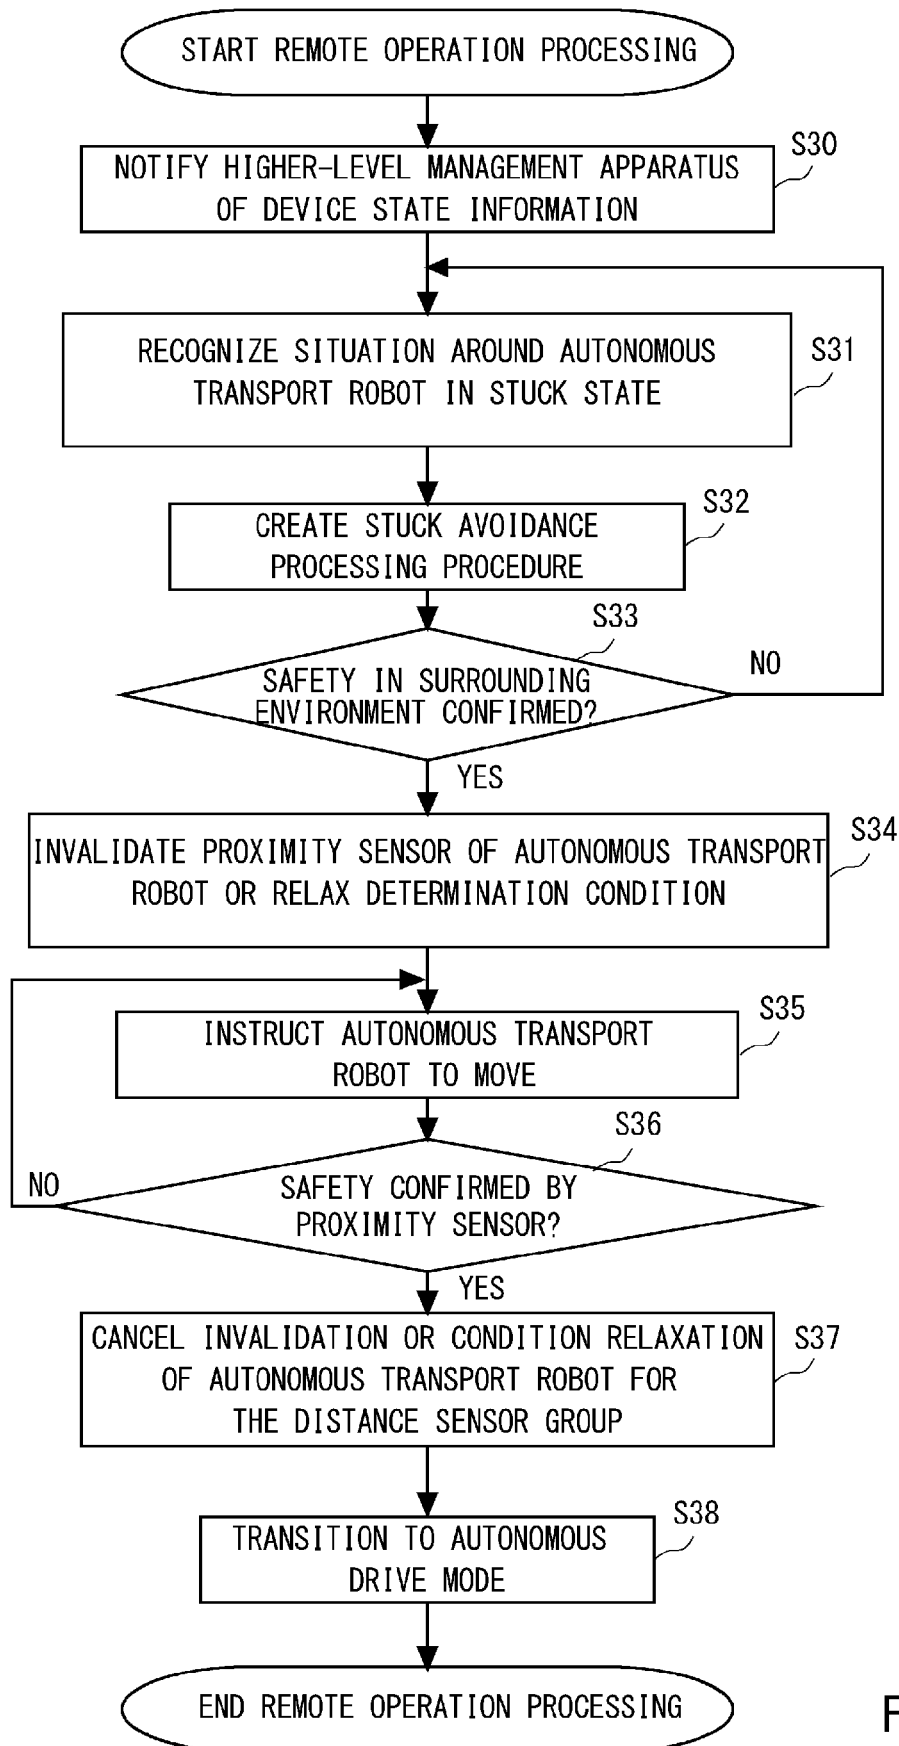 START REMOTE OPERATION PROCESSING
S30
NOTIFY HIGHER-LEVEL MANAGEMENT APPARATUS
OF DEVICE STATE INFORMATION
RECOGNIZE SITUATION AROUND AUTONOMOUS
TRANSPORT ROBOT IN STUCK STATE
S31
S32
CREATE STUCK AVOIDANCE
PROCESSING PROCEDURE
S33
SAFETY IN SURROUNDING
ENVIRONMENT CONFIRMED?
NO
YES
S34
INVALIDATE PROXIMITY SENSOR OF AUTONOMOUS TRANSPORT
ROBOT OR RELAX DETERMINATION CONDITION
S35
INSTRUCT AUTONOMOUS TRANSPORT
ROBOT TO MOVE
S36
SAFETY CONFIRMED BY
PROXIMITY SENSOR?
NO
YES
S37
CANCEL INVALIDATION OR CONDITION RELAXATION
OF AUTONOMOUS TRANSPORT ROBOT FOR
THE DISTANCE SENSOR GROUP
S38
TRANSITION TO AUTONOMOUS
DRIVE MODE
END REMOTE OPERATION PROCESSING